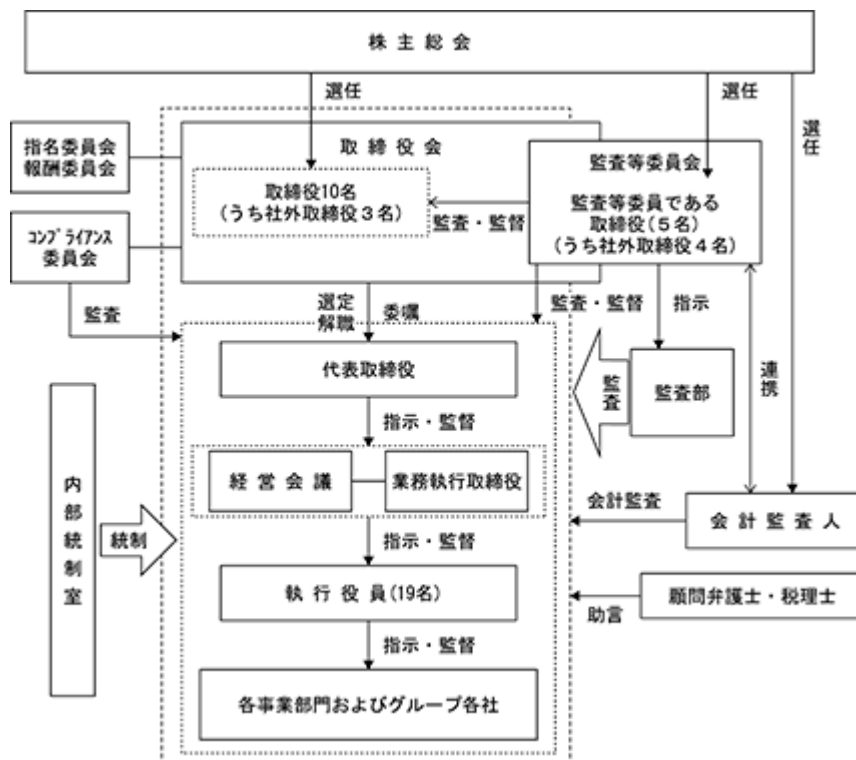 株主総会
選任
選任
選任
指名委員会
報酬委員会
取締役会
取締役10名
(うち社外取締役3名)
監査・監督
監査等委員会
監査等委員である
取締役(5名)
(うち社外取締役4名)
コンプライアンス
委員会
監査
選定
解職
委嘱
監査・監督
指示
連携
代表取締役
監査
監査部
指示・監督
経営会議
業務執行取締役
内部統制室
統制
会計監査
会計監査人
指示・監督
執行役員(19名)
助言
顧問弁護士・税理士
指示・監督
各事業部門およびグループ各社